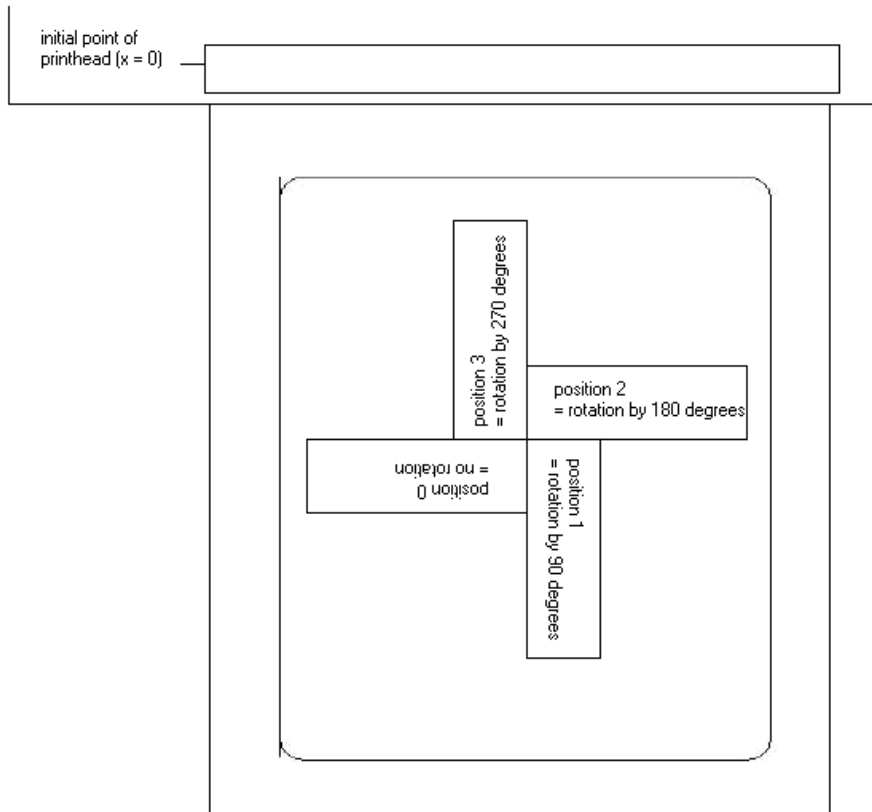 initial point of
printhead (x = 0)
position 3
= rotation by 270 degrees
position 2
= rotation by 180 degrees
position 0
= no rotation
position 1
= rotation by 90 degrees